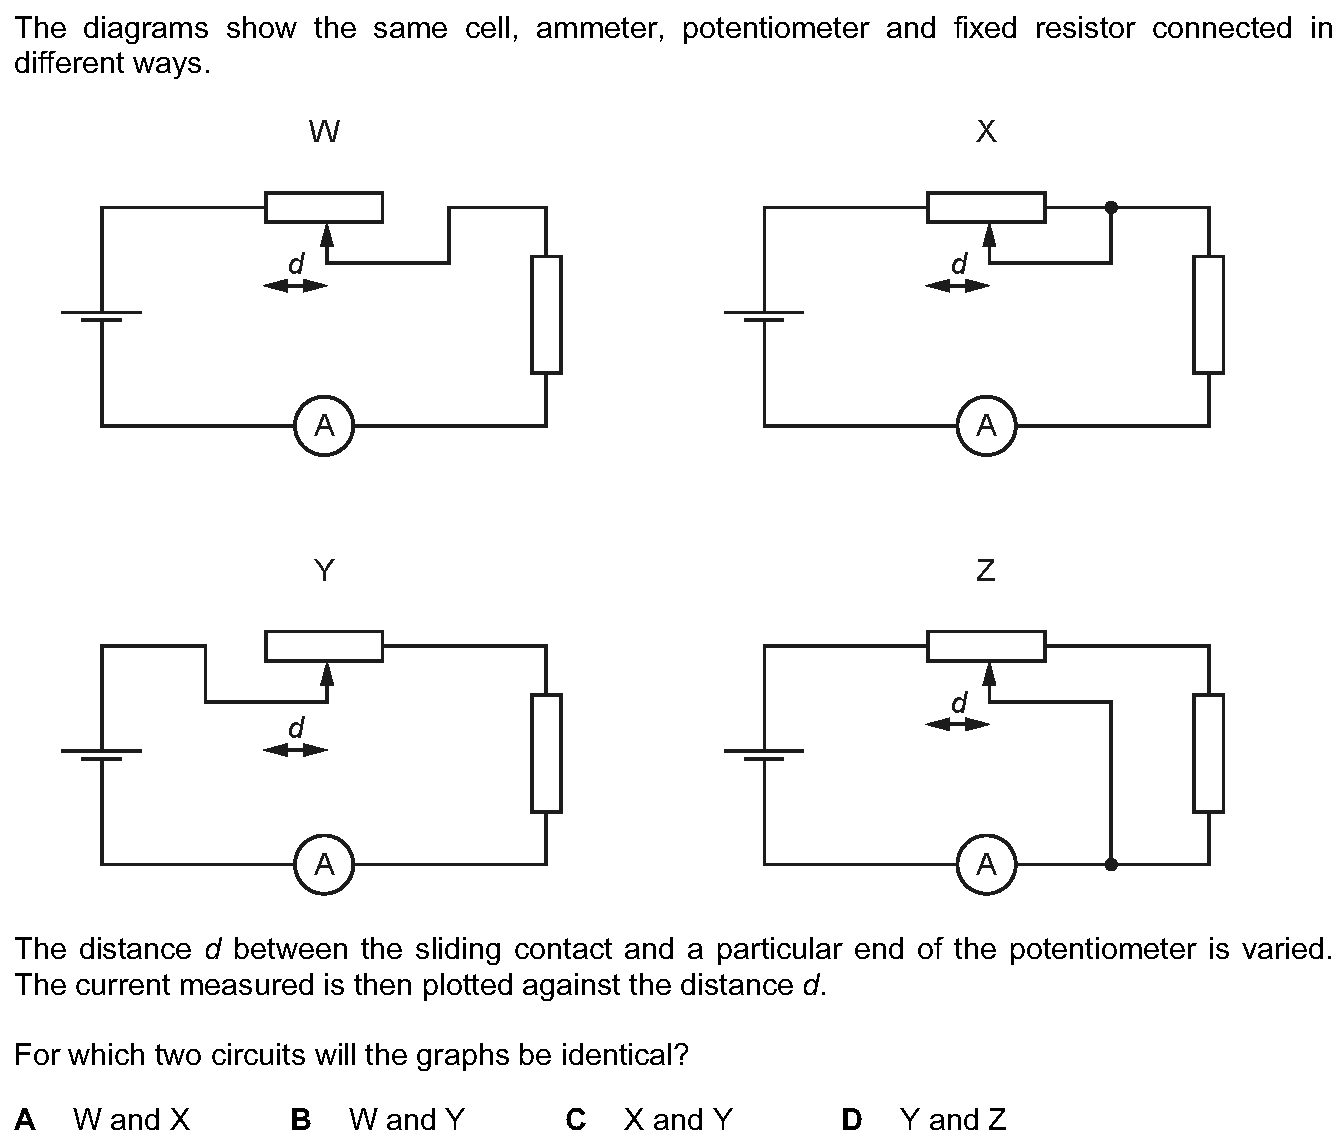 The diagrams show the same cell, ammeter, potentiometer and fixed resistor connected in
different ways.
W
X
d
d
A
A
Y
Z
d
d
A
A
The distance d between the sliding contact and a particular end of the potentiometer is varied.
The current measured is then plotted against the distance d.
For which two circuits will the graphs be identical?
A W and X B W and Y C X and Y D Y and Z